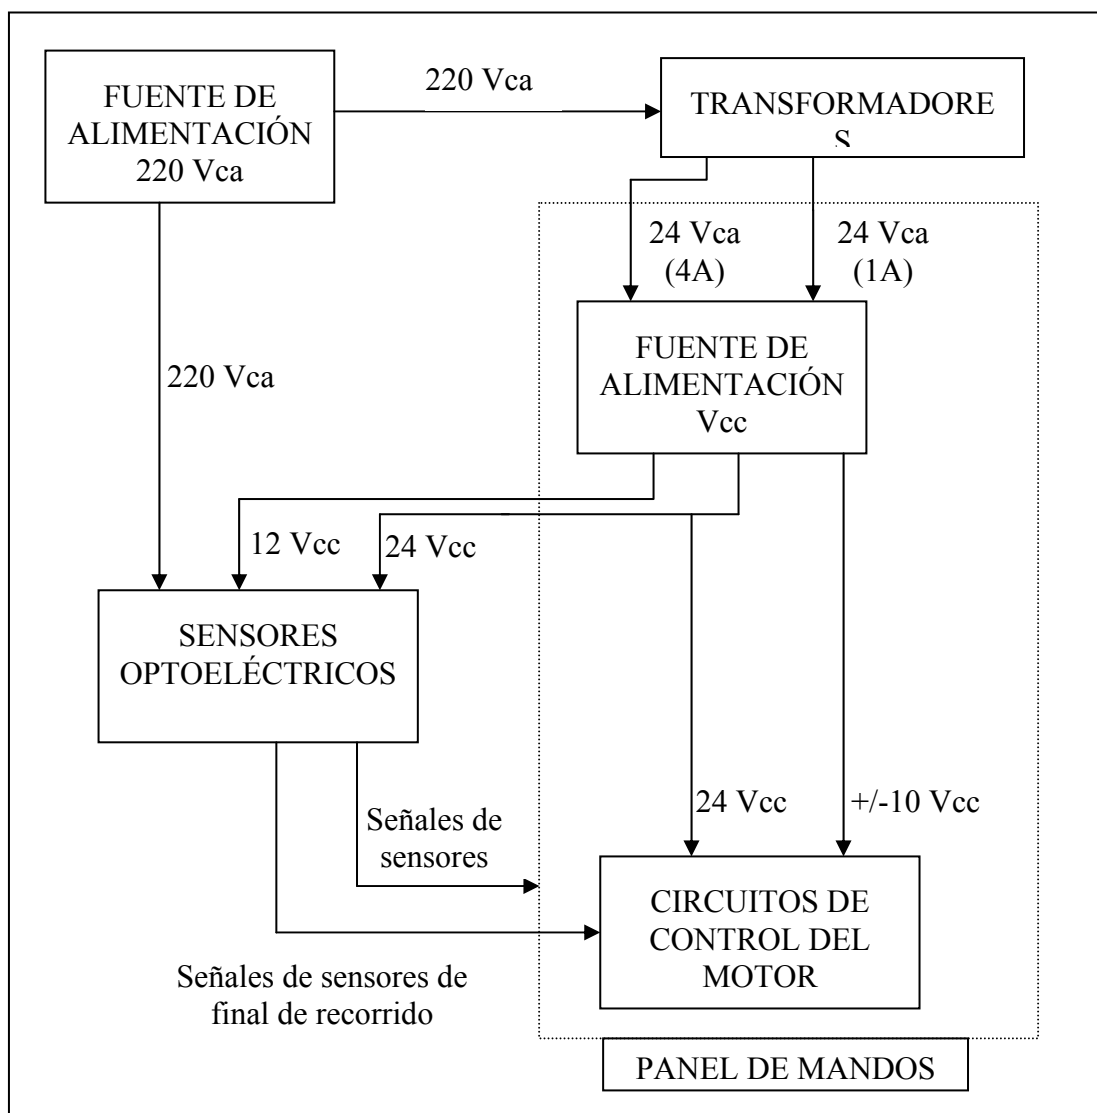 FUENTE DE
ALIMENTACIÓN
220 Vca
220 Vca
TRANSFORMADORE
S
24 Vca
(4A)
24 Vca
(1A)
FUENTE DE
ALIMENTACIÓN
Vcc
220 Vca
12 Vcc
24 Vcc
SENSORES
OPTOELÉCTRICOS
24 Vcc
+/-10 Vcc
Señales de
sensores
CIRCUITOS DE
CONTROL DEL
MOTOR
Señales de sensores de
final de recorrido
PANEL DE MANDOS